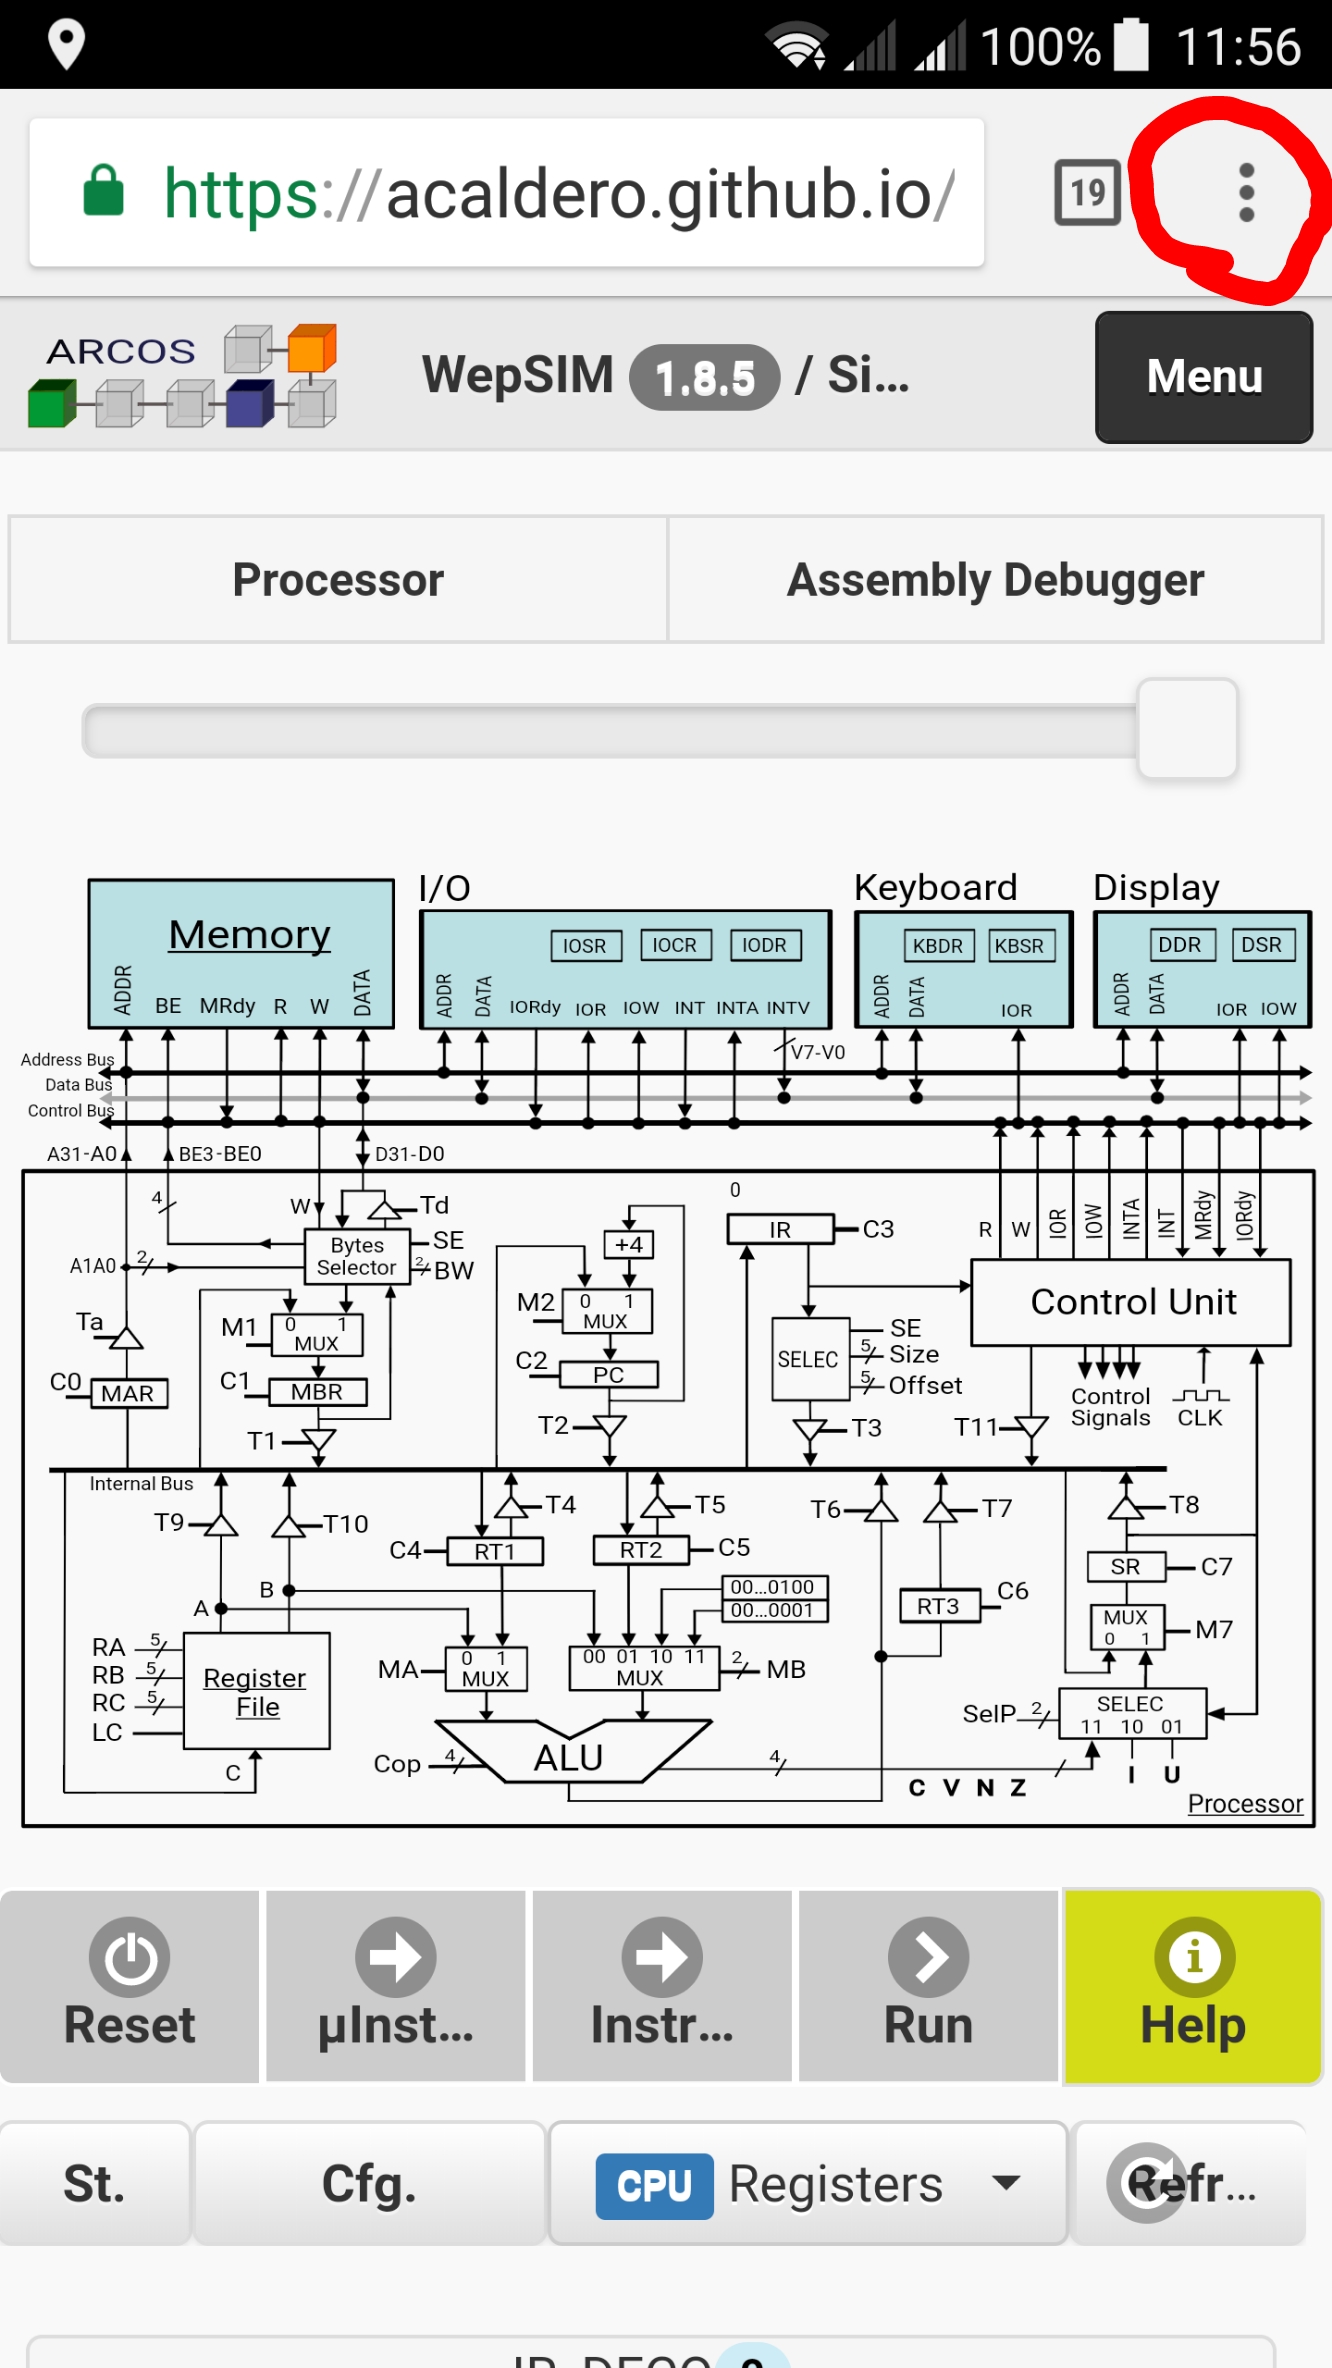 100% 11:56
https://acaldero.github.io/ 19
ARCOS WepSIM 1.8.5 / Si... Menu
Processor Assembly Debugger
I/O Keyboard Display
Memory IOSR IOCR IODR KBDR KBSR DDR DSR
ADDR BE MRdy R W DATA ADDR DATA IORdy IOR IOW INT INTA INTV ADDR DATA IOR ADDR DATA IOR IOW
Address Bus V7-V0
Data Bus
Control Bus
A31-A0 BE3-BE0 D31-D0
4 W Td 0 R W IOR IOW INTA INT MRdy IORdy
Bytes Selector SE +4 IR C3
A1A0 2 2 BW
M2 0 1 MUX Control Unit
Ta M1 0 1 MUX SELEC SE
5 Size
C0 MAR C1 MBR C2 PC 5 Offset Control Signals CLK
T1 T2 T3 T11
Internal Bus
T9 T10 T4 T5 T6 T7 T8
C4 RT1 RT2 C5 SR C7
B 00...0100 RT3 C6
A 00...0001 MUX 0 1 M7
RA 5 Register File MA 0 1 MUX 00 01 10 11 MUX 2 MB
RB 5
RC 5 SelP 2 SELEC
LC 11 10 01
C Cop 4 ALU 4 C V N Z I U
Processor
Reset µInst... Instr... Run Help
St. Cfg. CPU Registers Refr...